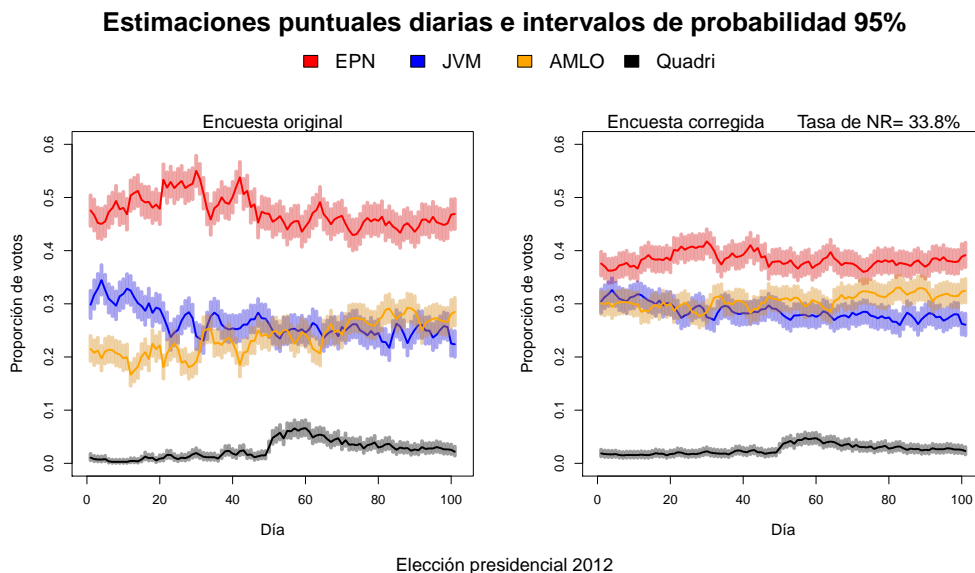 Estimaciones puntuales diarias e intervalos de probabilidad 95%
EPN JVM AMLO Quadri
Encuesta original
Proporción de votos
0.6
0.5
0.4
0.3
0.2
0.1
0.0
0 20 40 60 80 100
Día
Encuesta corregida Tasa de NR= 33.8%
Proporción de votos
0.6
0.5
0.4
0.3
0.2
0.1
0.0
0 20 40 60 80 100
Día
Elección presidencial 2012